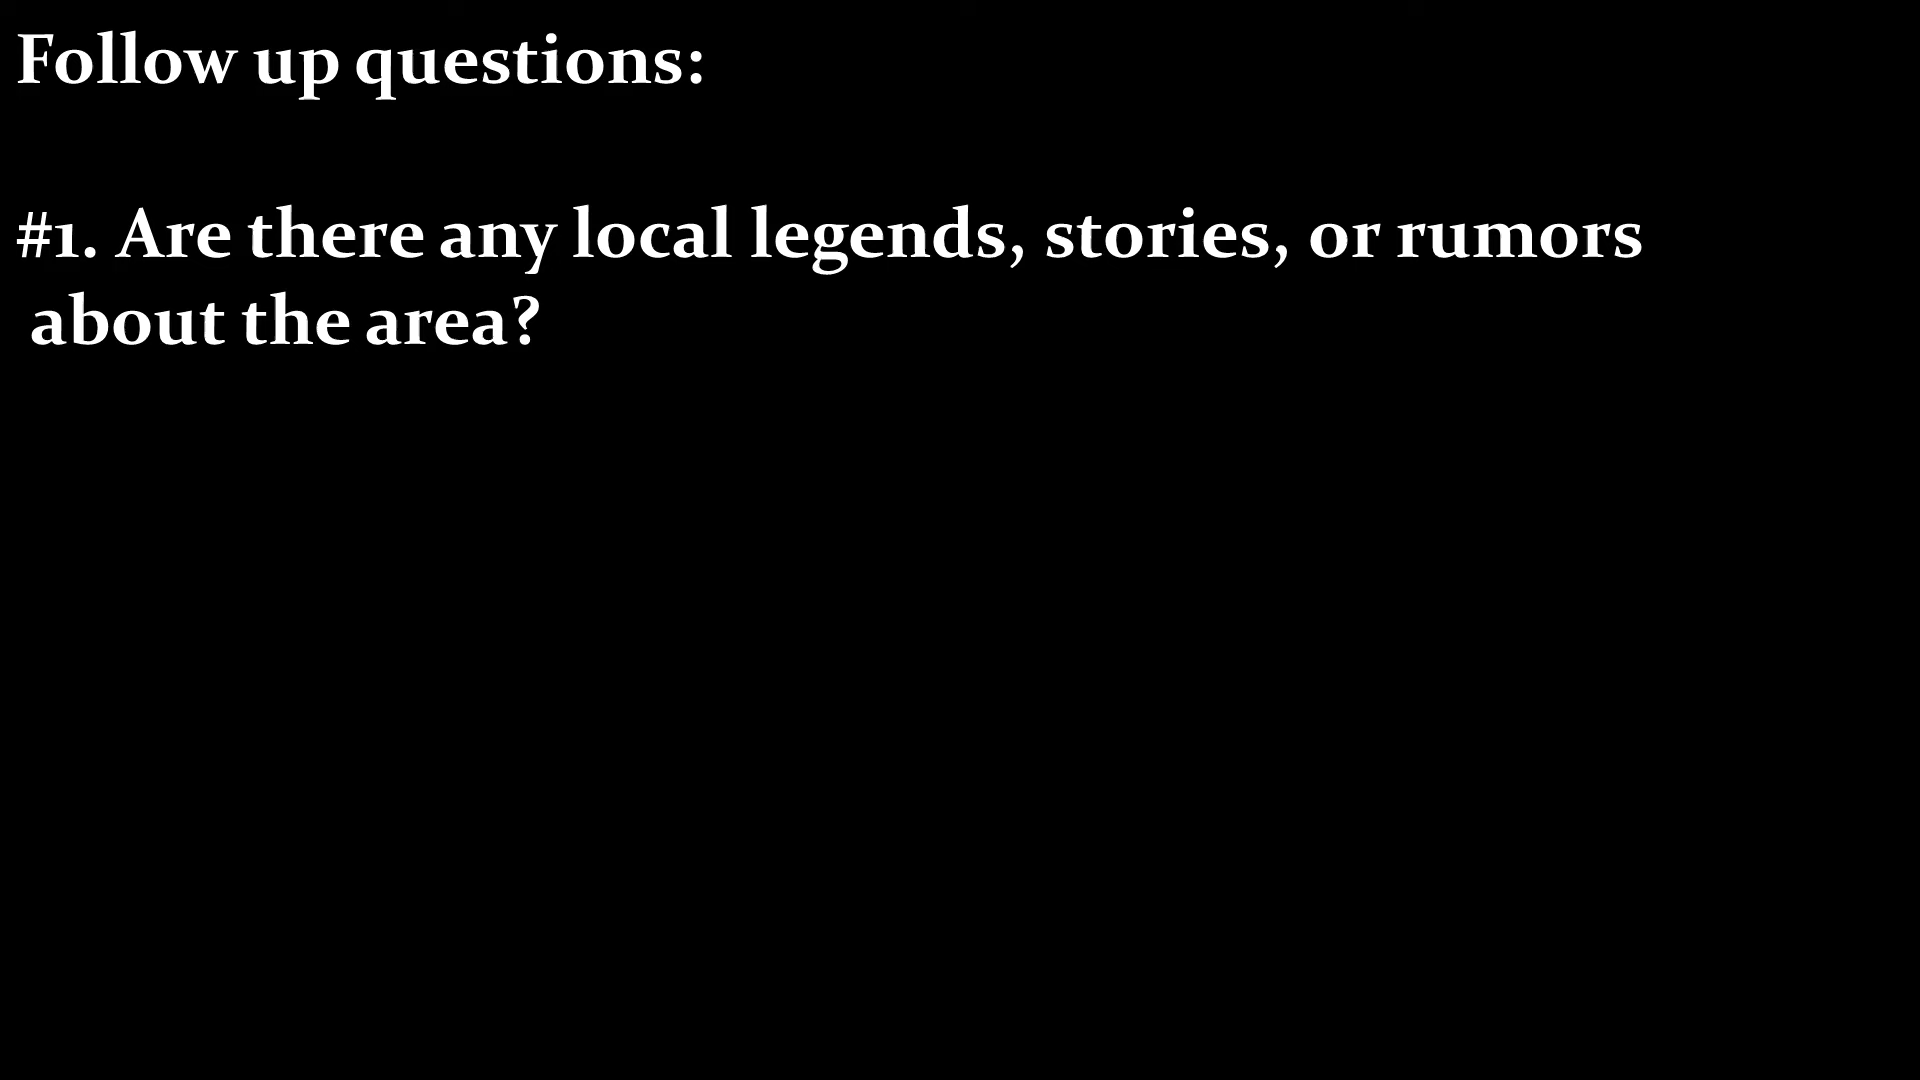 Follow up questions:
#1. Are there any local legends, stories, or rumors
about the area?